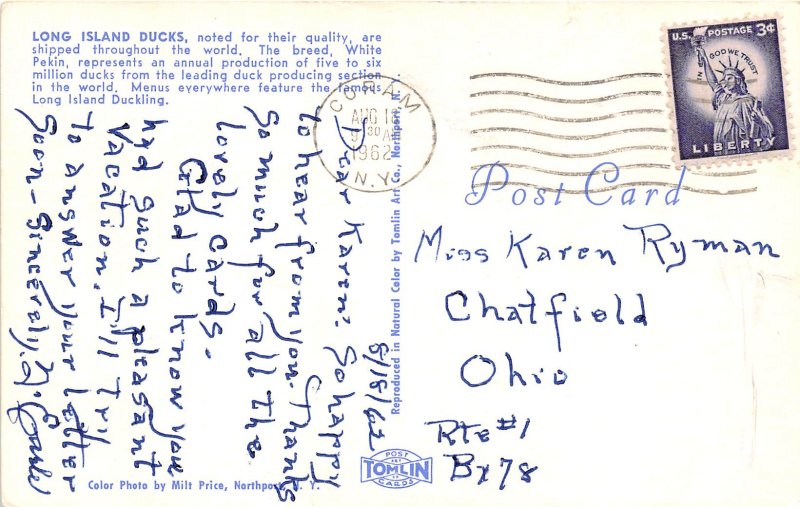 LONG ISLAND DUCKS, noted for their quality, are
shipped throughout the world. The breed, White
Pekin, represents an annual production of five to six
million ducks from the leading duck producing section
in the world. Menus everywhere feature the famous
Long Island Duckling.
CORAM
AUG 16
9 30 AM
1962
N.Y.
U.S. POSTAGE 3¢
IN GOD WE TRUST
LIBERTY
Post Card
8/15/62
Dear Karen: So happy
to hear from you. Thanks
so much for all the
lovely cards.
Glad to know you
had such a pleasant
vacation. I'll try
to answer your letter
soon - Sincerely,
Miss Karen Ryman
Chatfield
Ohio
Rte #1
Bx 78
Reproduced in Natural Color by Tomlin Art Co., Northport, N. Y.
POST
TOMLIN
CARDS
Color Photo by Milt Price, Northport, N. Y.